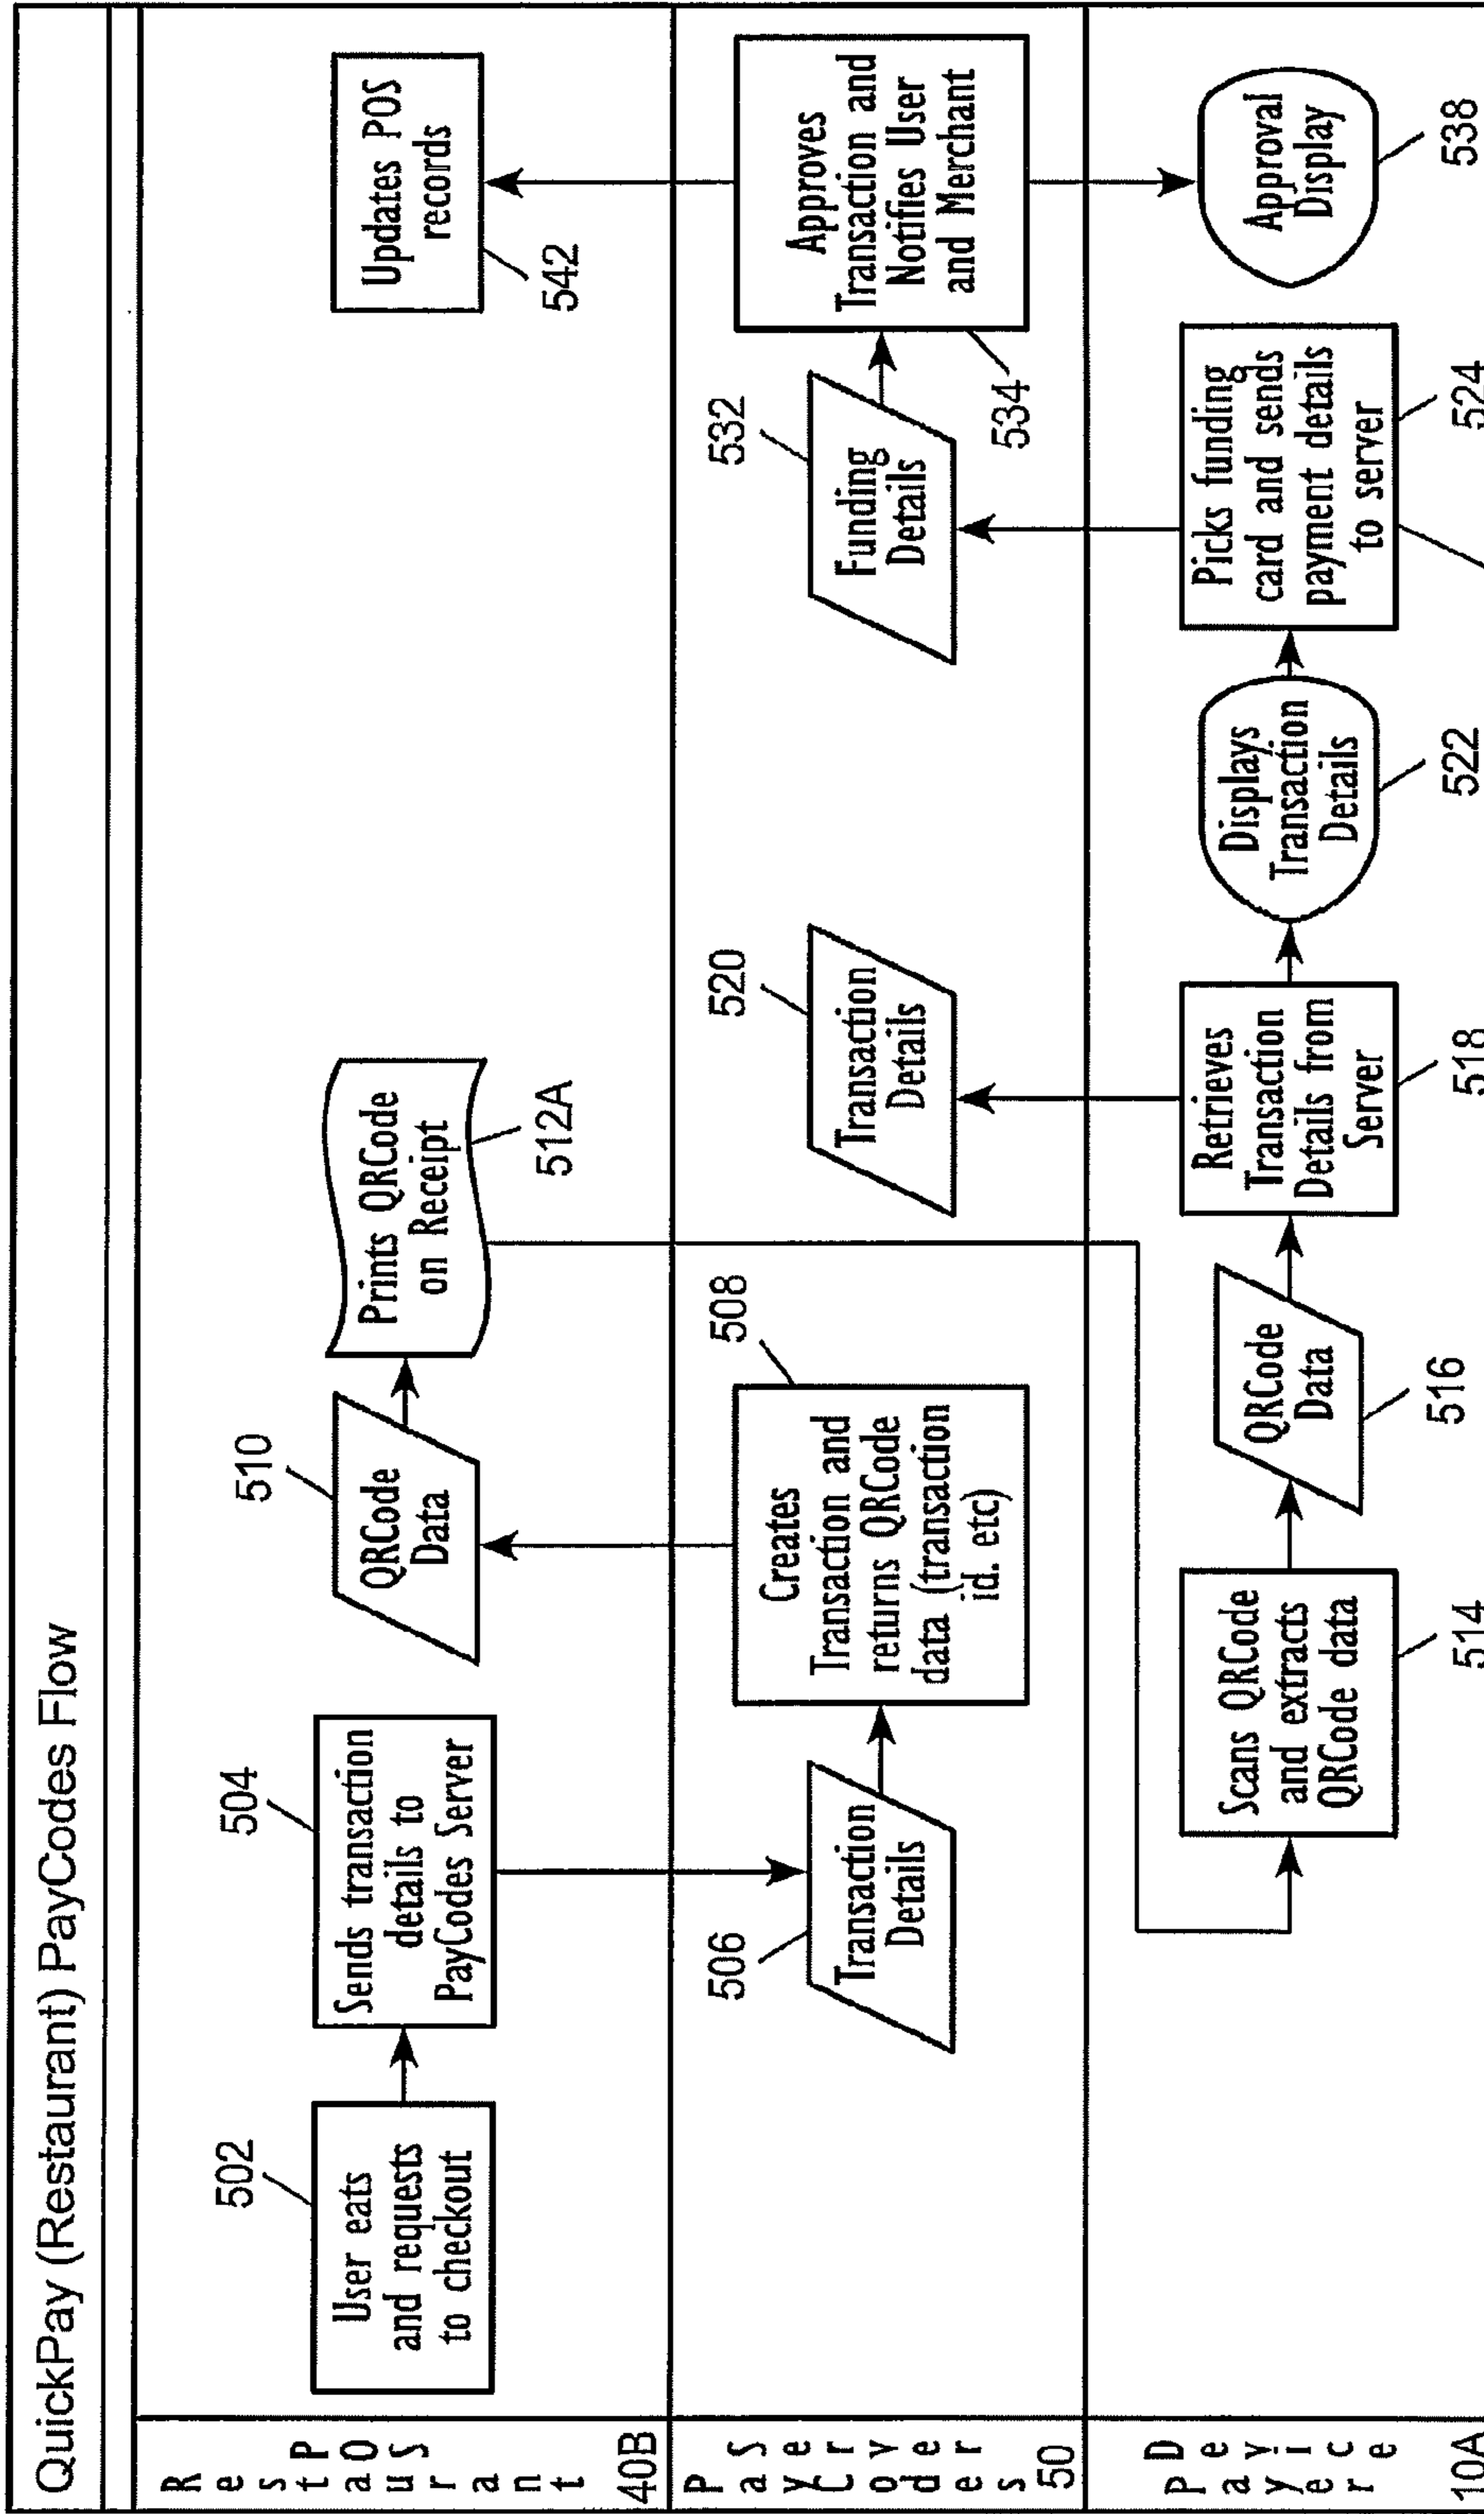 QuickPay (Restaurant) PayCodes Flow
Restaurant
POS
40B
502
User eats
and requests
to checkout
504
Sends transaction
details to
PayCodes Server
510
QRCode
Data
Prints QRCode
on Receipt
512A
Updates POS
records
542
PayCodes
Server
50
506
Transaction
Details
508
Creates
Transaction and
returns QRCode
data (transaction
id. etc)
520
Transaction
Details
532
Funding
Details
534
Approves
Transaction and
Notifies User
and Merchant
Payer
Device
10A
Scans QRCode
and extracts
QRCode data
514
QRCode
Data
516
Retrieves
Transaction
Details from
Server
518
Displays
Transaction
Details
522
Picks funding
card and sends
payment details
to server
524
Approval
Display
538